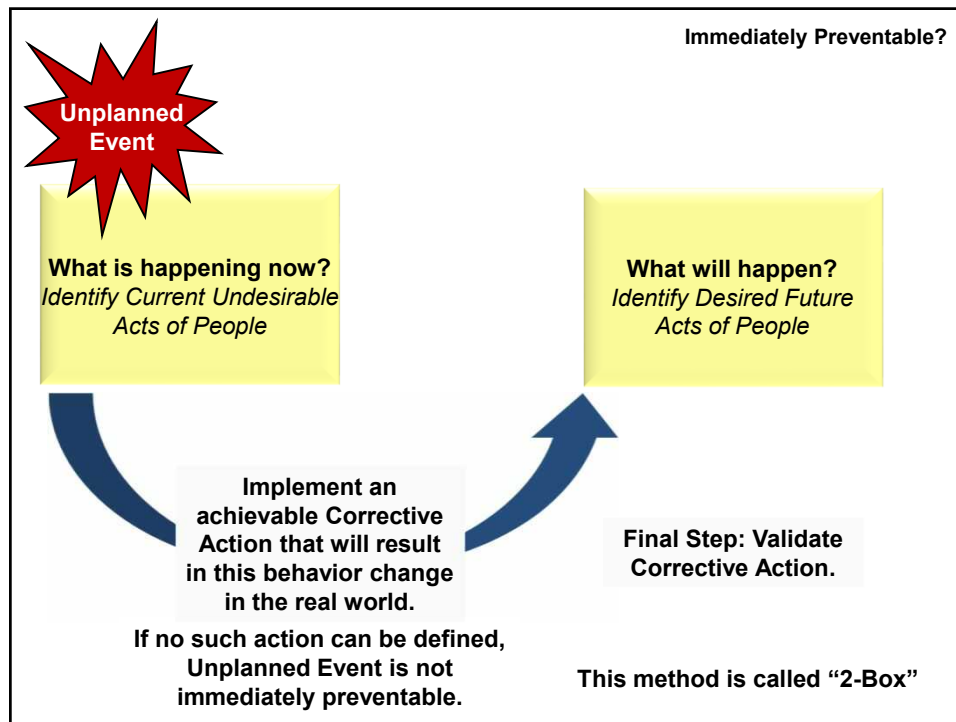 Immediately Preventable?
Unplanned
Event
What is happening now?
Identify Current Undesirable
Acts of People
What will happen?
Identify Desired Future
Acts of People
Implement an
achievable Corrective
Action that will result
in this behavior change
in the real world.
If no such action can be defined,
Unplanned Event is not
immediately preventable.
Final Step: Validate
Corrective Action.
This method is called “2-Box”